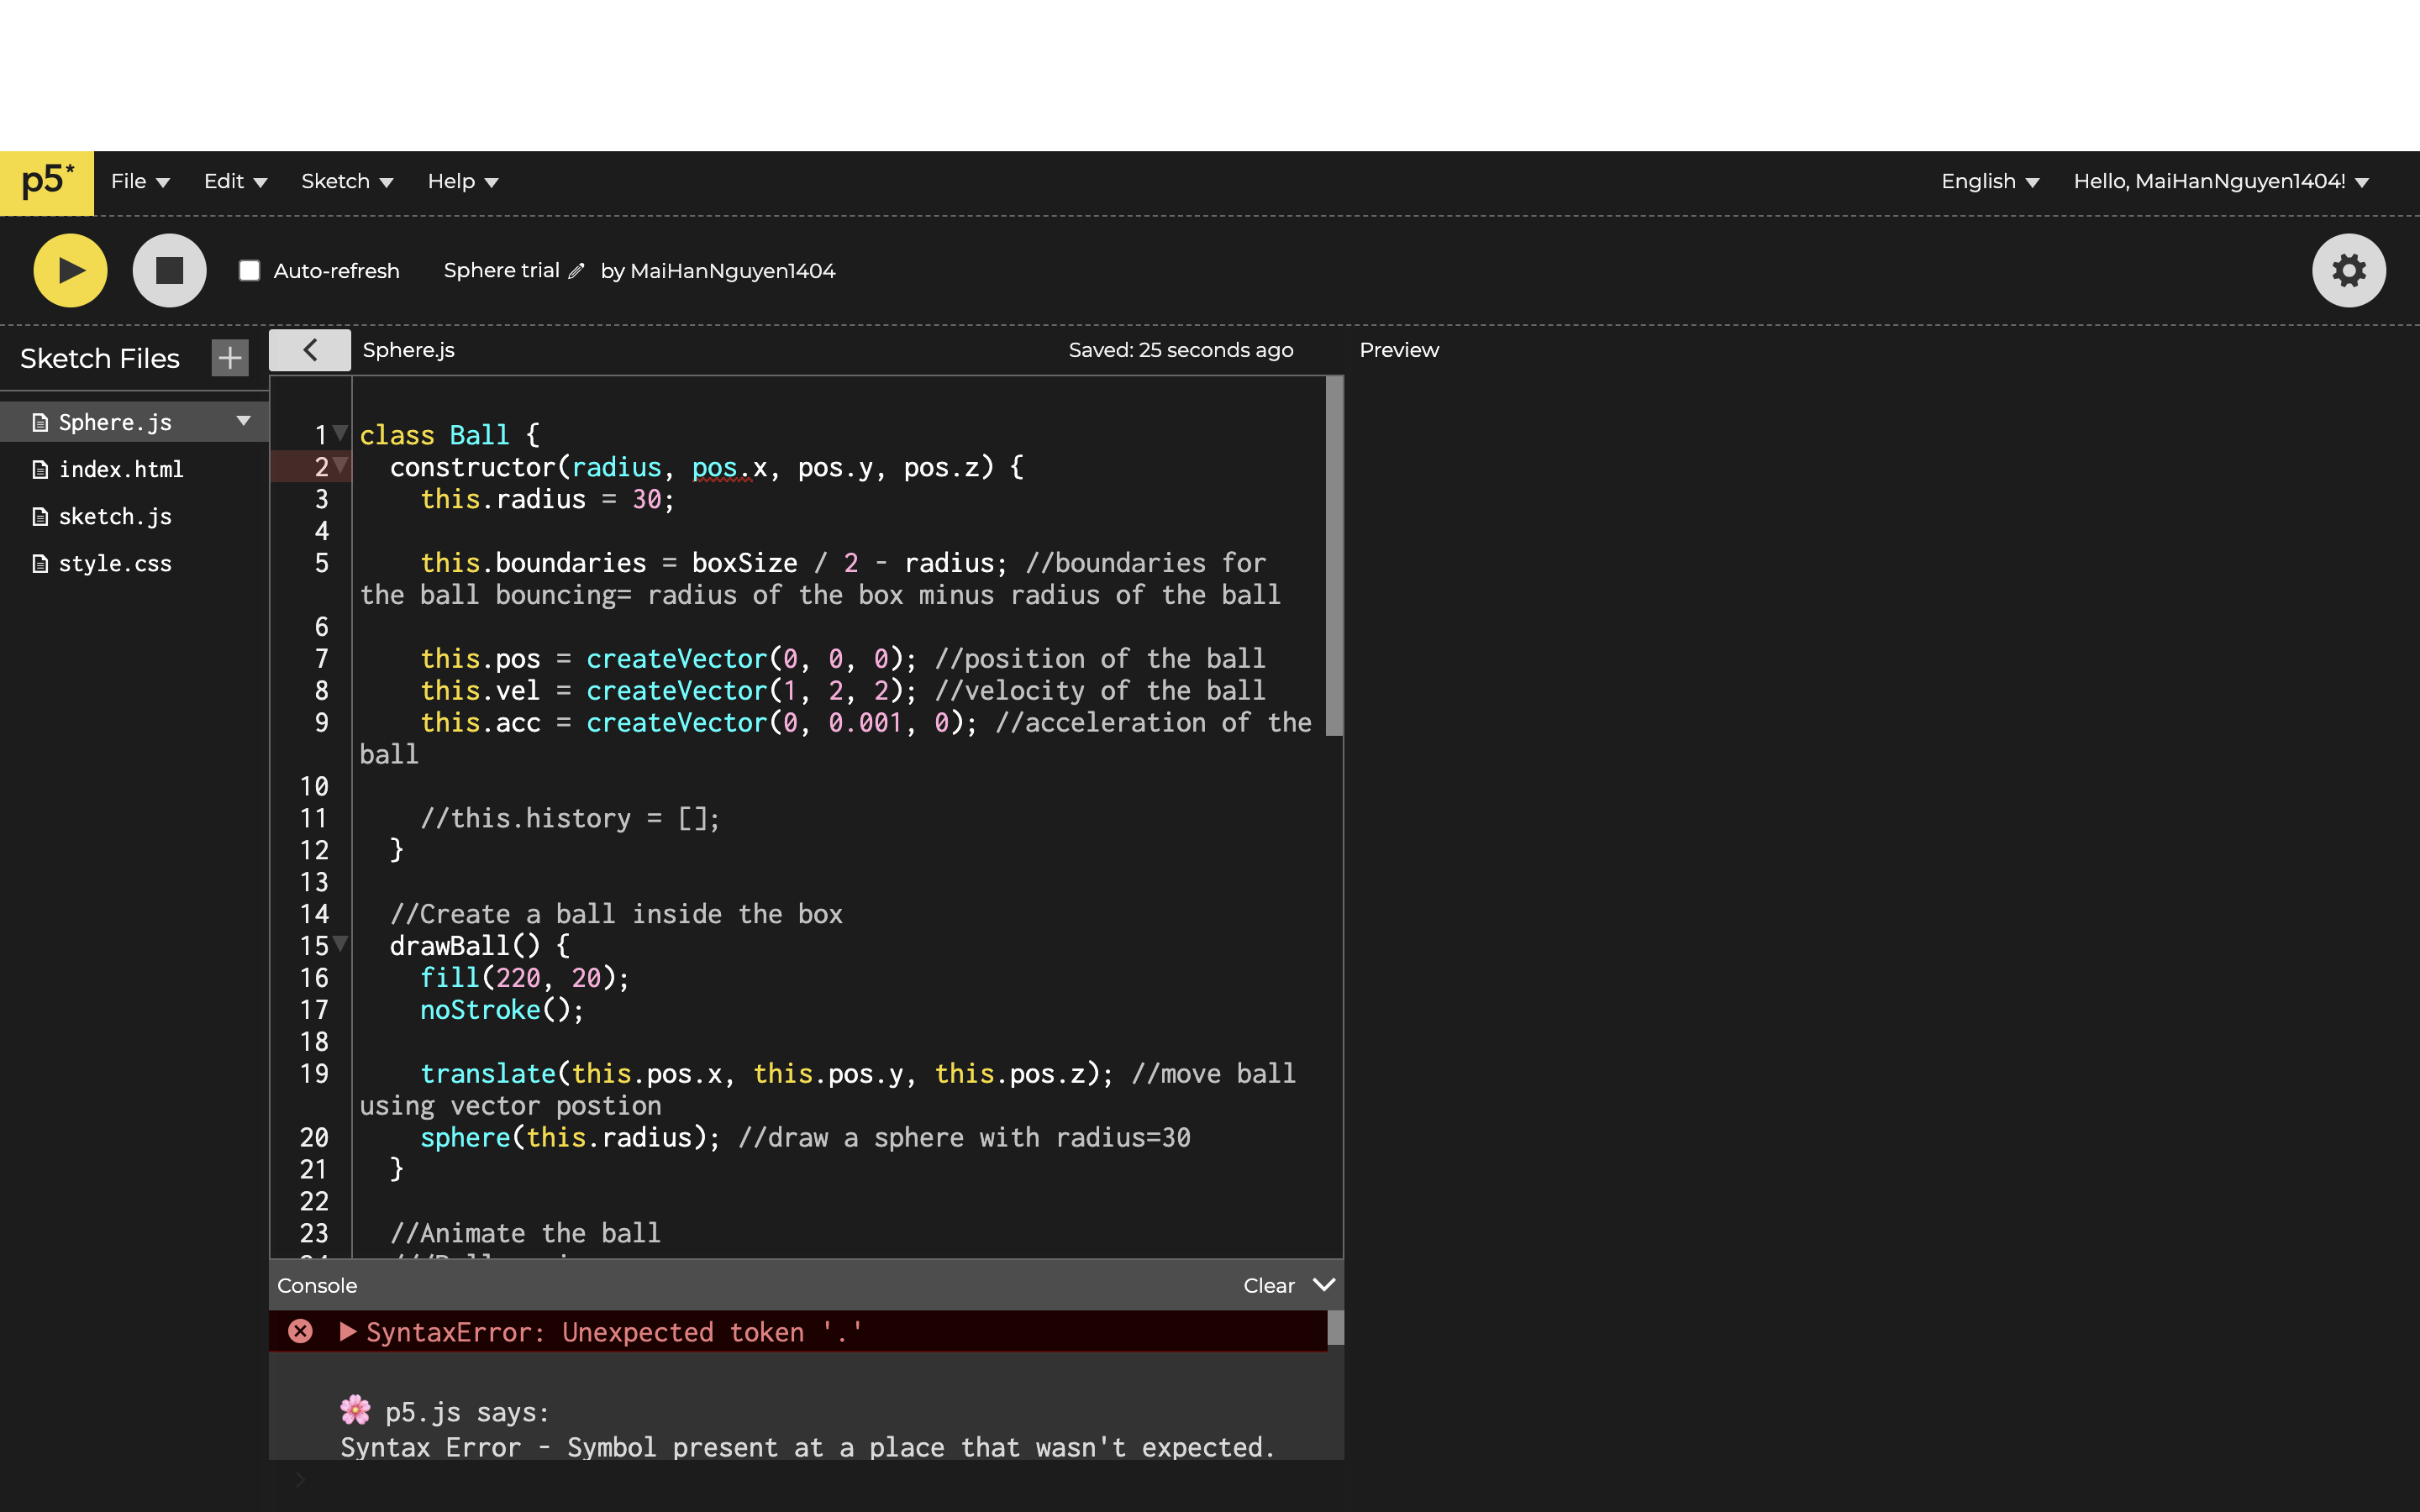 p5* File Edit Sketch Help English Hello, MaiHanNguyen1404!
Auto-refresh Sphere trial by MaiHanNguyen1404
Sketch Files
Sphere.js
index.html
sketch.js
style.css
Sphere.js Saved: 25 seconds ago Preview
1 class Ball {
2 constructor(radius, pos.x, pos.y, pos.z) {
3 this.radius = 30;
4
5 this.boundaries = boxSize / 2 - radius; //boundaries for
the ball bouncing= radius of the box minus radius of the ball
6
7 this.pos = createVector(0, 0, 0); //position of the ball
8 this.vel = createVector(1, 2, 2); //velocity of the ball
9 this.acc = createVector(0, 0.001, 0); //acceleration of the
ball
10
11 //this.history = [];
12 }
13
14 //Create a ball inside the box
15 drawBall() {
16 fill(220, 20);
17 noStroke();
18
19 translate(this.pos.x, this.pos.y, this.pos.z); //move ball
using vector postion
20 sphere(this.radius); //draw a sphere with radius=30
21 }
22
23 //Animate the ball
Console Clear
SyntaxError: Unexpected token '.'
🌸 p5.js says:
Syntax Error - Symbol present at a place that wasn't expected.